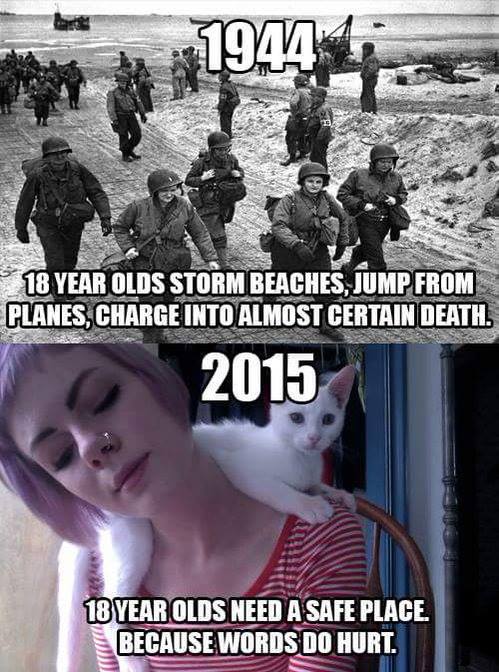 1944
18 YEAR OLDS STORM BEACHES, JUMP FROM
PLANES, CHARGE INTO ALMOST CERTAIN DEATH.
2015
18 YEAR OLDS NEED A SAFE PLACE.
BECAUSE WORDS DO HURT.